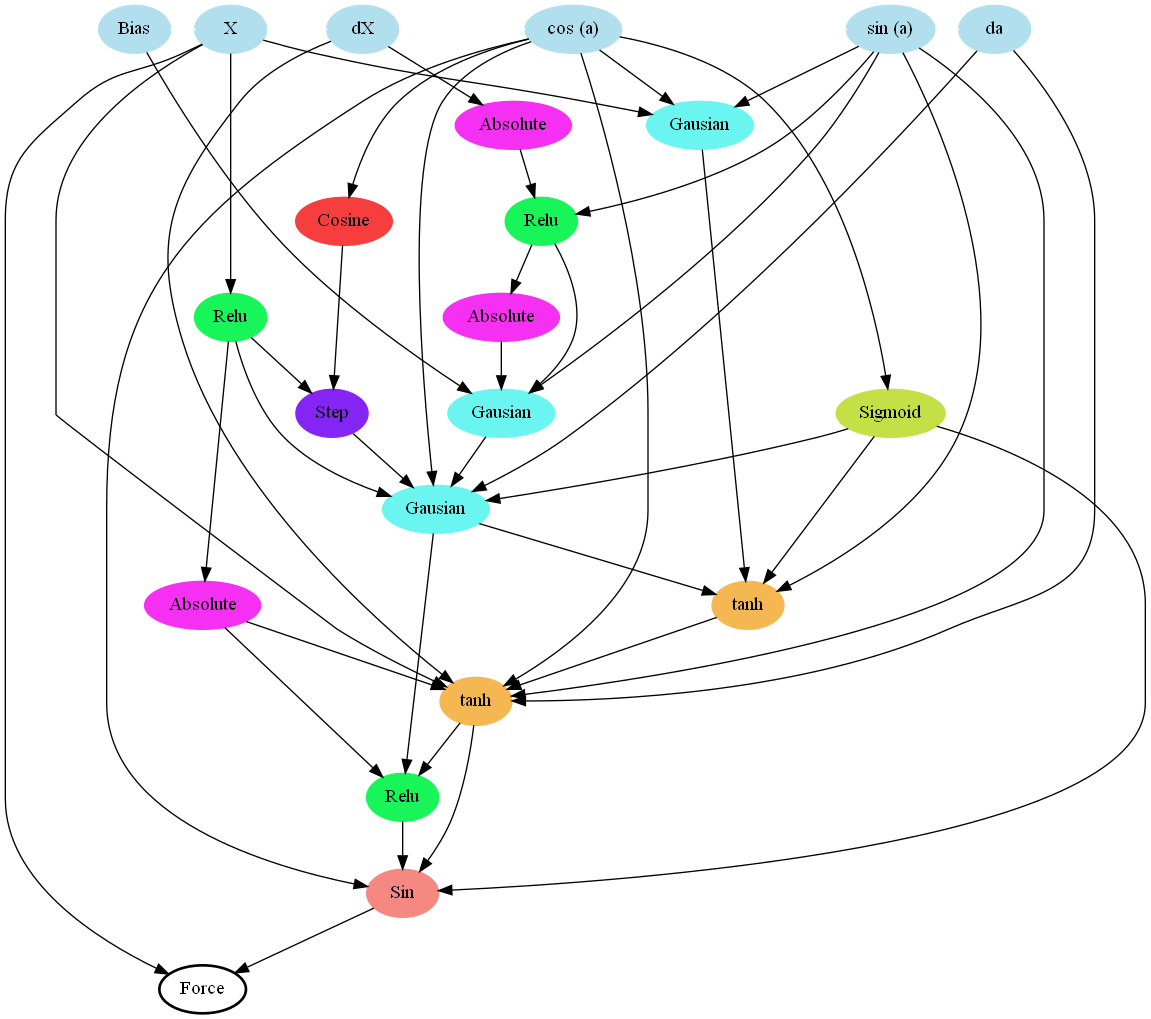 Bias
X
dX
cos (a)
sin (a)
da
Absolute
Gausian
Cosine
Relu
Relu
Absolute
Step
Gausian
Sigmoid
Gausian
Absolute
tanh
tanh
Relu
Sin
Force